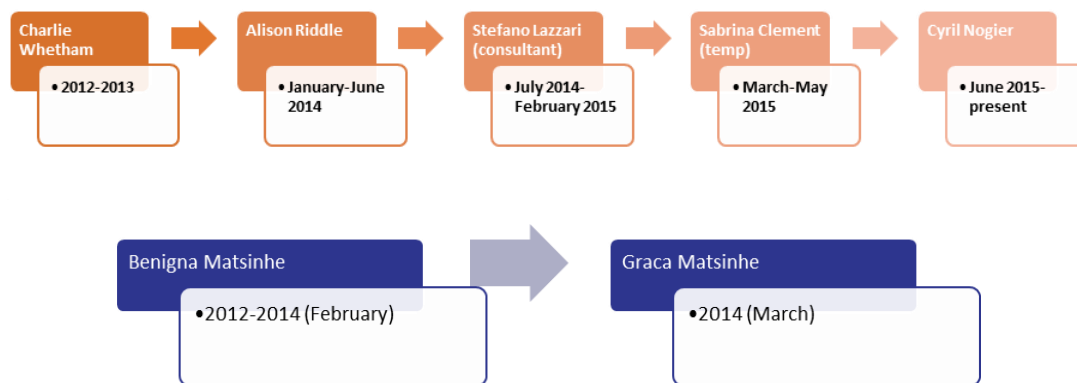 Charlie
Whetham
• 2012-2013
Alison Riddle
• January-June
2014
Stefano Lazzari
(consultant)
• July 2014-
February 2015
Sabrina Clement
(temp)
• March-May
2015
Cyril Nogier
• June 2015-
present
Benigna Matsinhe
•2012-2014 (February)
Graca Matsinhe
•2014 (March)